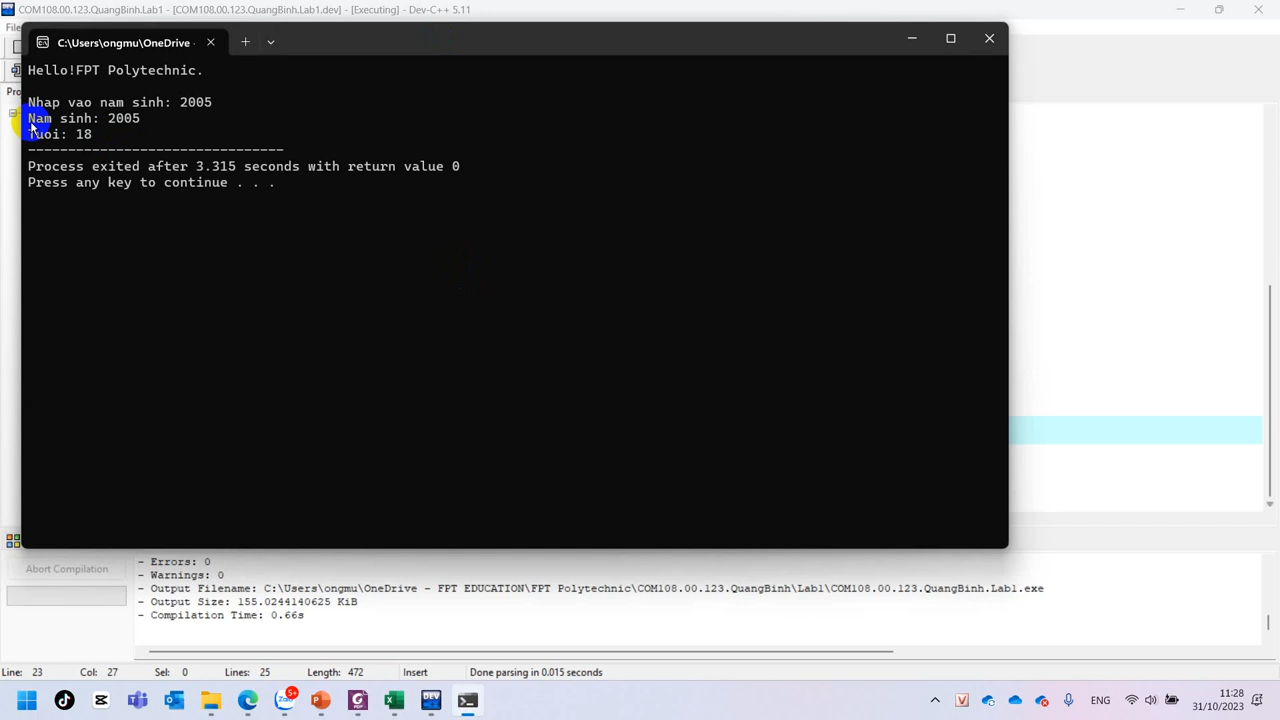 COM108.00.123.QuangBinh.Lab1 - [COM108.00.123.QuangBinh.Lab1.dev] - [Executing] - Dev-C++ 5.11
C:\Users\ongmu\OneDrive
Hello!FPT Polytechnic.
Nhap vao nam sinh: 2005
Nam sinh: 2005
Tuoi: 18
-------------------------------
Process exited after 3.315 seconds with return value 0
Press any key to continue . . .
- Errors: 0
- Warnings: 0
- Output Filename: C:\Users\ongmu\OneDrive - FPT EDUCATION\FPT Polytechnic\COM108.00.123.QuangBinh\Lab1\COM108.00.123.QuangBinh.Lab1.exe
- Output Size: 155.0244140625 KiB
- Compilation Time: 0.66s
Abort Compilation
Line: 23 Col: 27 Sel: 0 Lines: 25 Length: 472 Insert Done parsing in 0.015 seconds
5+
DEV
ENG
11:28
31/10/2023